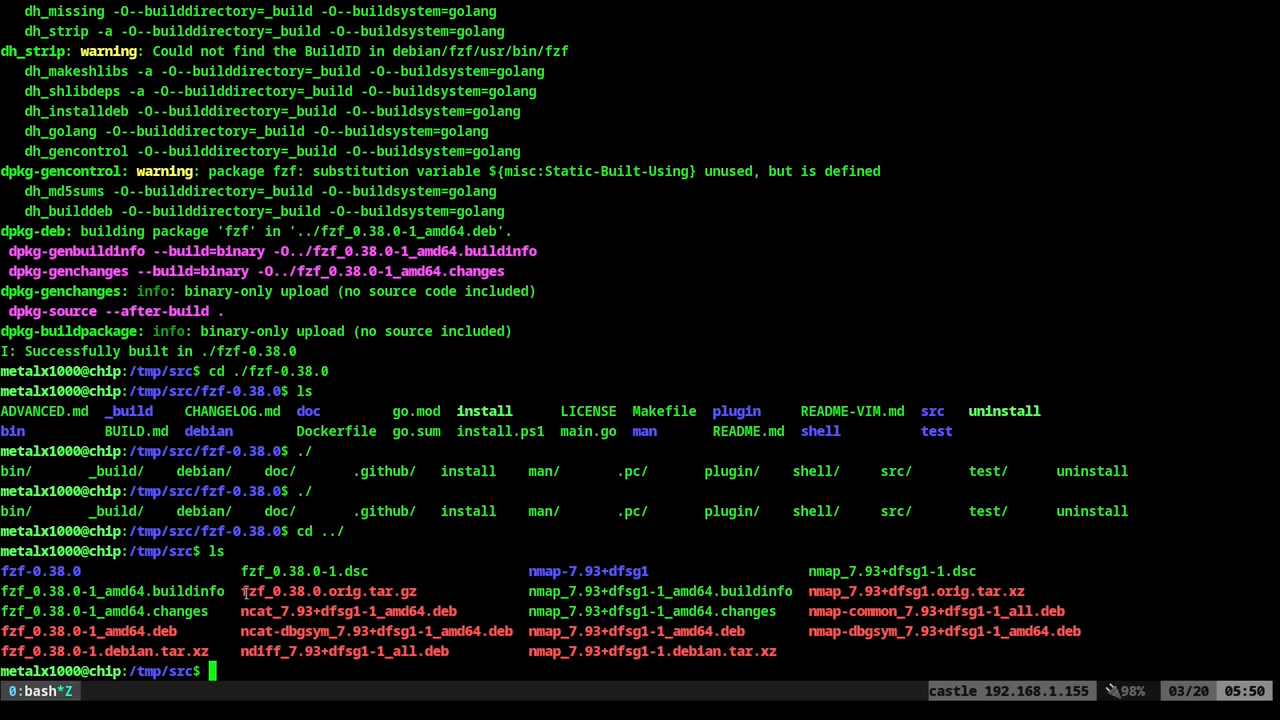 dh_missing -O--builddirectory=_build -O--buildsystem=golang
dh_strip -a -O--builddirectory=_build -O--buildsystem=golang
dh_strip: warning: Could not find the BuildID in debian/fzf/usr/bin/fzf
dh_makeshlibs -a -O--builddirectory=_build -O--buildsystem=golang
dh_shlibdeps -a -O--builddirectory=_build -O--buildsystem=golang
dh_installdeb -O--builddirectory=_build -O--buildsystem=golang
dh_golang -O--builddirectory=_build -O--buildsystem=golang
dh_gencontrol -O--builddirectory=_build -O--buildsystem=golang
dpkg-gencontrol: warning: package fzf: substitution variable ${misc:Static-Built-Using} unused, but is defined
dh_md5sums -O--builddirectory=_build -O--buildsystem=golang
dh_builddeb -O--builddirectory=_build -O--buildsystem=golang
dpkg-deb: building package 'fzf' in '../fzf_0.38.0-1_amd64.deb'.
dpkg-genbuildinfo --build=binary -O../fzf_0.38.0-1_amd64.buildinfo
dpkg-genchanges --build=binary -O../fzf_0.38.0-1_amd64.changes
dpkg-genchanges: info: binary-only upload (no source code included)
dpkg-source --after-build .
dpkg-buildpackage: info: binary-only upload (no source included)
I: Successfully built in ./fzf-0.38.0
metalx1000@chip:/tmp/src$ cd ./fzf-0.38.0
metalx1000@chip:/tmp/src/fzf-0.38.0$ ls
ADVANCED.md _build CHANGELOG.md doc go.mod install LICENSE Makefile plugin README-VIM.md src uninstall
bin BUILD.md debian Dockerfile go.sum install.ps1 main.go man README.md shell test
metalx1000@chip:/tmp/src/fzf-0.38.0$ ./
bin/ _build/ debian/ doc/ .github/ install man/ .pc/ plugin/ shell/ src/ test/ uninstall
metalx1000@chip:/tmp/src/fzf-0.38.0$ ./
bin/ _build/ debian/ doc/ .github/ install man/ .pc/ plugin/ shell/ src/ test/ uninstall
metalx1000@chip:/tmp/src/fzf-0.38.0$ cd ../
metalx1000@chip:/tmp/src$ ls
fzf-0.38.0 fzf_0.38.0-1.dsc nmap-7.93+dfsg1 nmap_7.93+dfsg1-1.dsc
fzf_0.38.0-1_amd64.buildinfo fzf_0.38.0.orig.tar.gz nmap_7.93+dfsg1-1_amd64.buildinfo nmap_7.93+dfsg1.orig.tar.xz
fzf_0.38.0-1_amd64.changes ncat_7.93+dfsg1-1_amd64.deb nmap_7.93+dfsg1-1_amd64.changes nmap-common_7.93+dfsg1-1_all.deb
fzf_0.38.0-1_amd64.deb ncat-dbgsym_7.93+dfsg1-1_amd64.deb nmap_7.93+dfsg1-1_amd64.deb nmap-dbgsym_7.93+dfsg1-1_amd64.deb
fzf_0.38.0-1.debian.tar.xz ndiff_7.93+dfsg1-1_all.deb nmap_7.93+dfsg1-1.debian.tar.xz
metalx1000@chip:/tmp/src$
0:bash*Z castle 192.168.1.155 98% 03/20 05:50